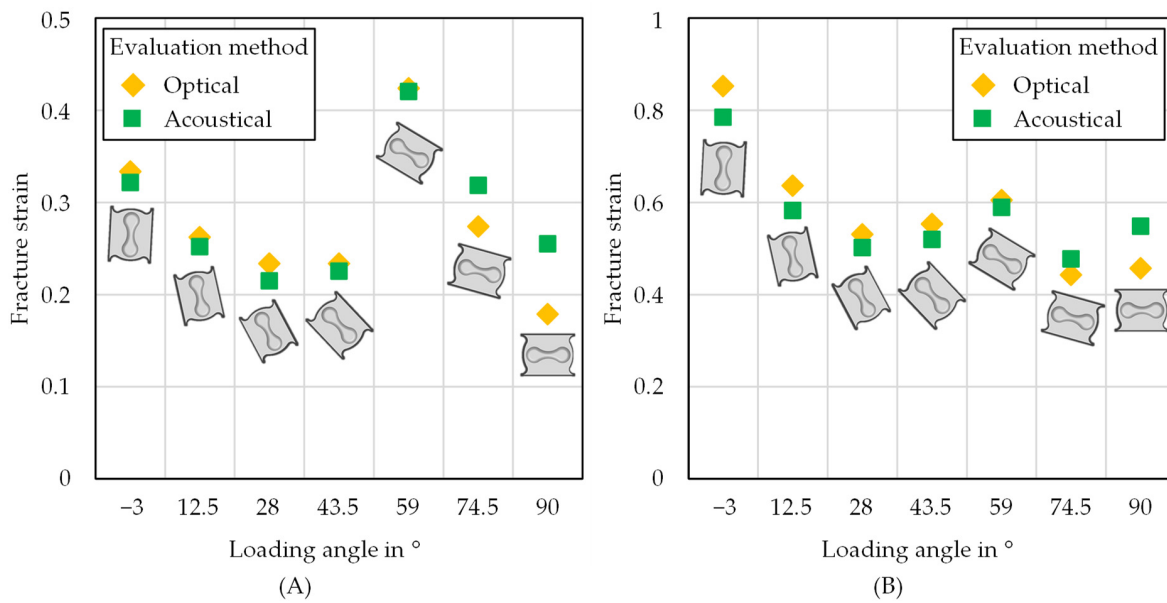 0.5
0.4
0.3
0.2
0.1
0
Fracture strain
Evaluation method
Optical
Acoustical
−3 12.5 28 43.5 59 74.5 90
Loading angle in °
(A)
1
0.8
0.6
0.4
0.2
0
Fracture strain
Evaluation method
Optical
Acoustical
−3 12.5 28 43.5 59 74.5 90
Loading angle in °
(B)